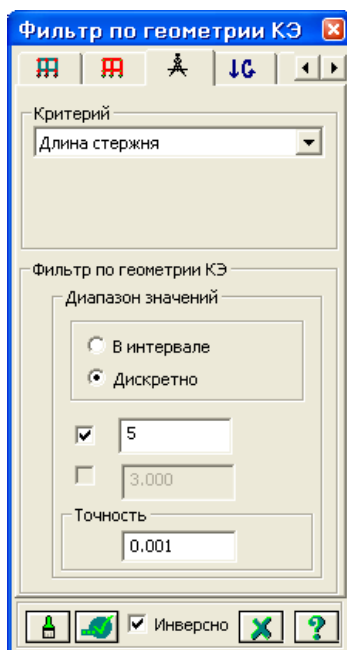 Фильтр по геометрии КЭ
Критерий
Длина стержня
Фильтр по геометрии КЭ
Диапазон значений
В интервале
Дискретно
5
3.000
Точность
0.001
Инверсно
?